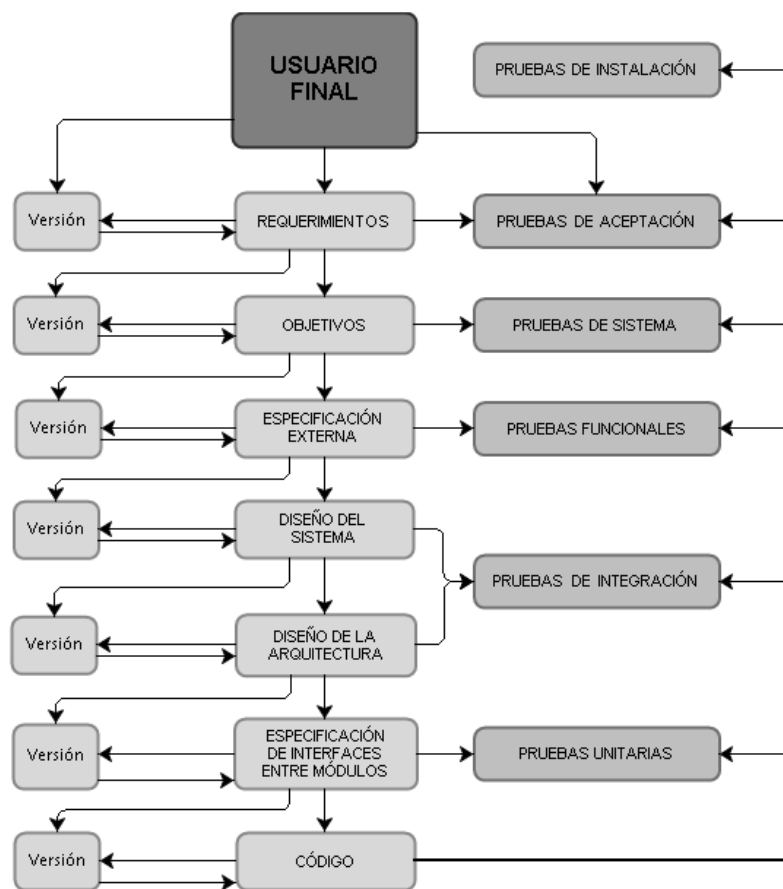 USUARIO
FINAL
PRUEBAS DE INSTALACIÓN
Versión
REQUERIMIENTOS
PRUEBAS DE ACEPTACIÓN
Versión
OBJETIVOS
PRUEBAS DE SISTEMA
Versión
ESPECIFICACIÓN
EXTERNA
PRUEBAS FUNCIONALES
Versión
DISEÑO DEL
SISTEMA
PRUEBAS DE INTEGRACIÓN
Versión
DISEÑO DE LA
ARQUITECTURA
Versión
ESPECIFICACIÓN
DE INTERFACES
ENTRE MÓDULOS
PRUEBAS UNITARIAS
Versión
CÓDIGO